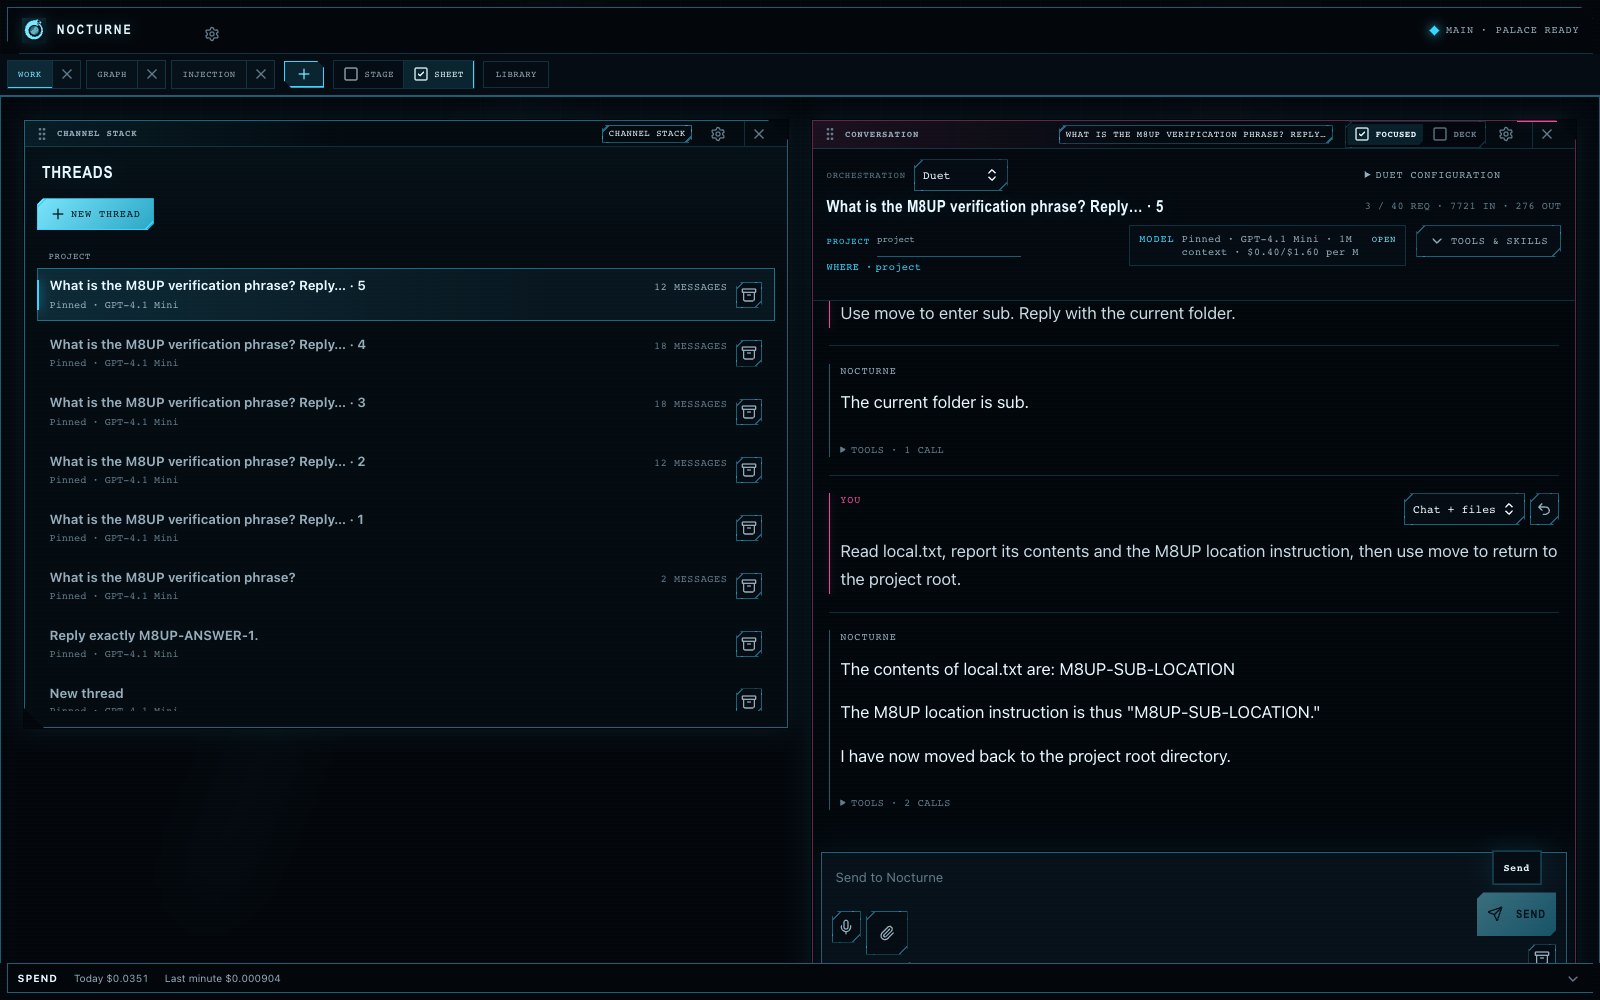 NOCTURNE
MAIN · PALACE READY
WORK
GRAPH
INJECTION
STAGE
SHEET
LIBRARY
CHANNEL STACK
CHANNEL STACK
THREADS
NEW THREAD
PROJECT
What is the M8UP verification phrase? Reply... · 5
12 MESSAGES
Pinned · GPT-4.1 Mini
What is the M8UP verification phrase? Reply... · 4
18 MESSAGES
Pinned · GPT-4.1 Mini
What is the M8UP verification phrase? Reply... · 3
18 MESSAGES
Pinned · GPT-4.1 Mini
What is the M8UP verification phrase? Reply... · 2
12 MESSAGES
Pinned · GPT-4.1 Mini
What is the M8UP verification phrase? Reply... · 1
Pinned · GPT-4.1 Mini
What is the M8UP verification phrase?
2 MESSAGES
Pinned · GPT-4.1 Mini
Reply exactly M8UP-ANSWER-1.
Pinned · GPT-4.1 Mini
New thread
Pinned · GPT-4.1 Mini
CONVERSATION
WHAT IS THE M8UP VERIFICATION PHRASE? REPLY…
FOCUSED
DECK
ORCHESTRATION
Duet
DUET CONFIGURATION
What is the M8UP verification phrase? Reply... · 5
3 / 40 REQ · 7721 IN · 276 OUT
PROJECT project
MODEL Pinned · GPT-4.1 Mini · 1M
context · $0.40/$1.60 per M
OPEN
TOOLS & SKILLS
WHERE · project
Use move to enter sub. Reply with the current folder.
NOCTURNE
The current folder is sub.
TOOLS · 1 CALL
YOU
Chat + files
Read local.txt, report its contents and the M8UP location instruction, then use move to return to
the project root.
NOCTURNE
The contents of local.txt are: M8UP-SUB-LOCATION
The M8UP location instruction is thus "M8UP-SUB-LOCATION."
I have now moved back to the project root directory.
TOOLS · 2 CALLS
Send to Nocturne
Send
SEND
SPEND
Today $0.0351
Last minute $0.000904